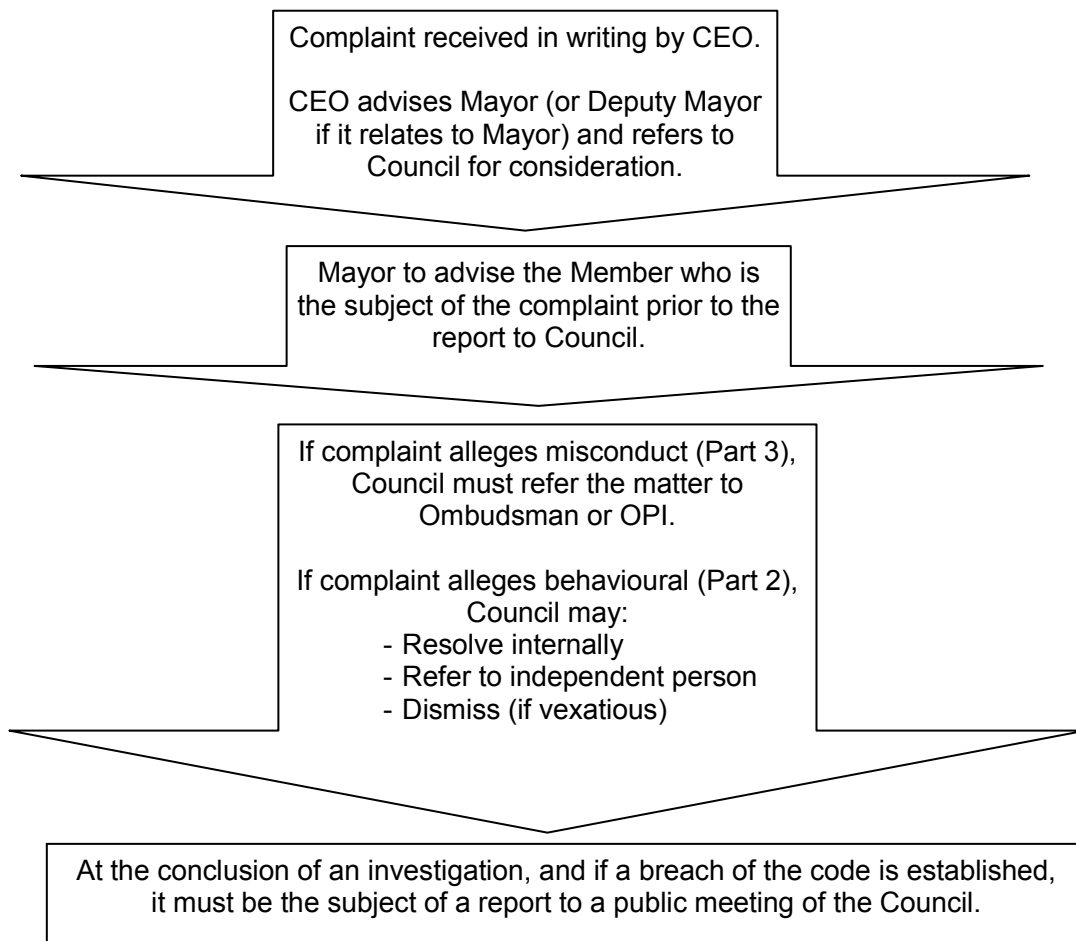 Complaint received in writing by CEO.
CEO advises Mayor (or Deputy Mayor
if it relates to Mayor) and refers to
Council for consideration.
Mayor to advise the Member who is
the subject of the complaint prior to the
report to Council.
If complaint alleges misconduct (Part 3),
Council must refer the matter to
Ombudsman or OPI.
If complaint alleges behavioural (Part 2),
Council may:
- Resolve internally
- Refer to independent person
- Dismiss (if vexatious)
At the conclusion of an investigation, and if a breach of the code is established,
it must be the subject of a report to a public meeting of the Council.